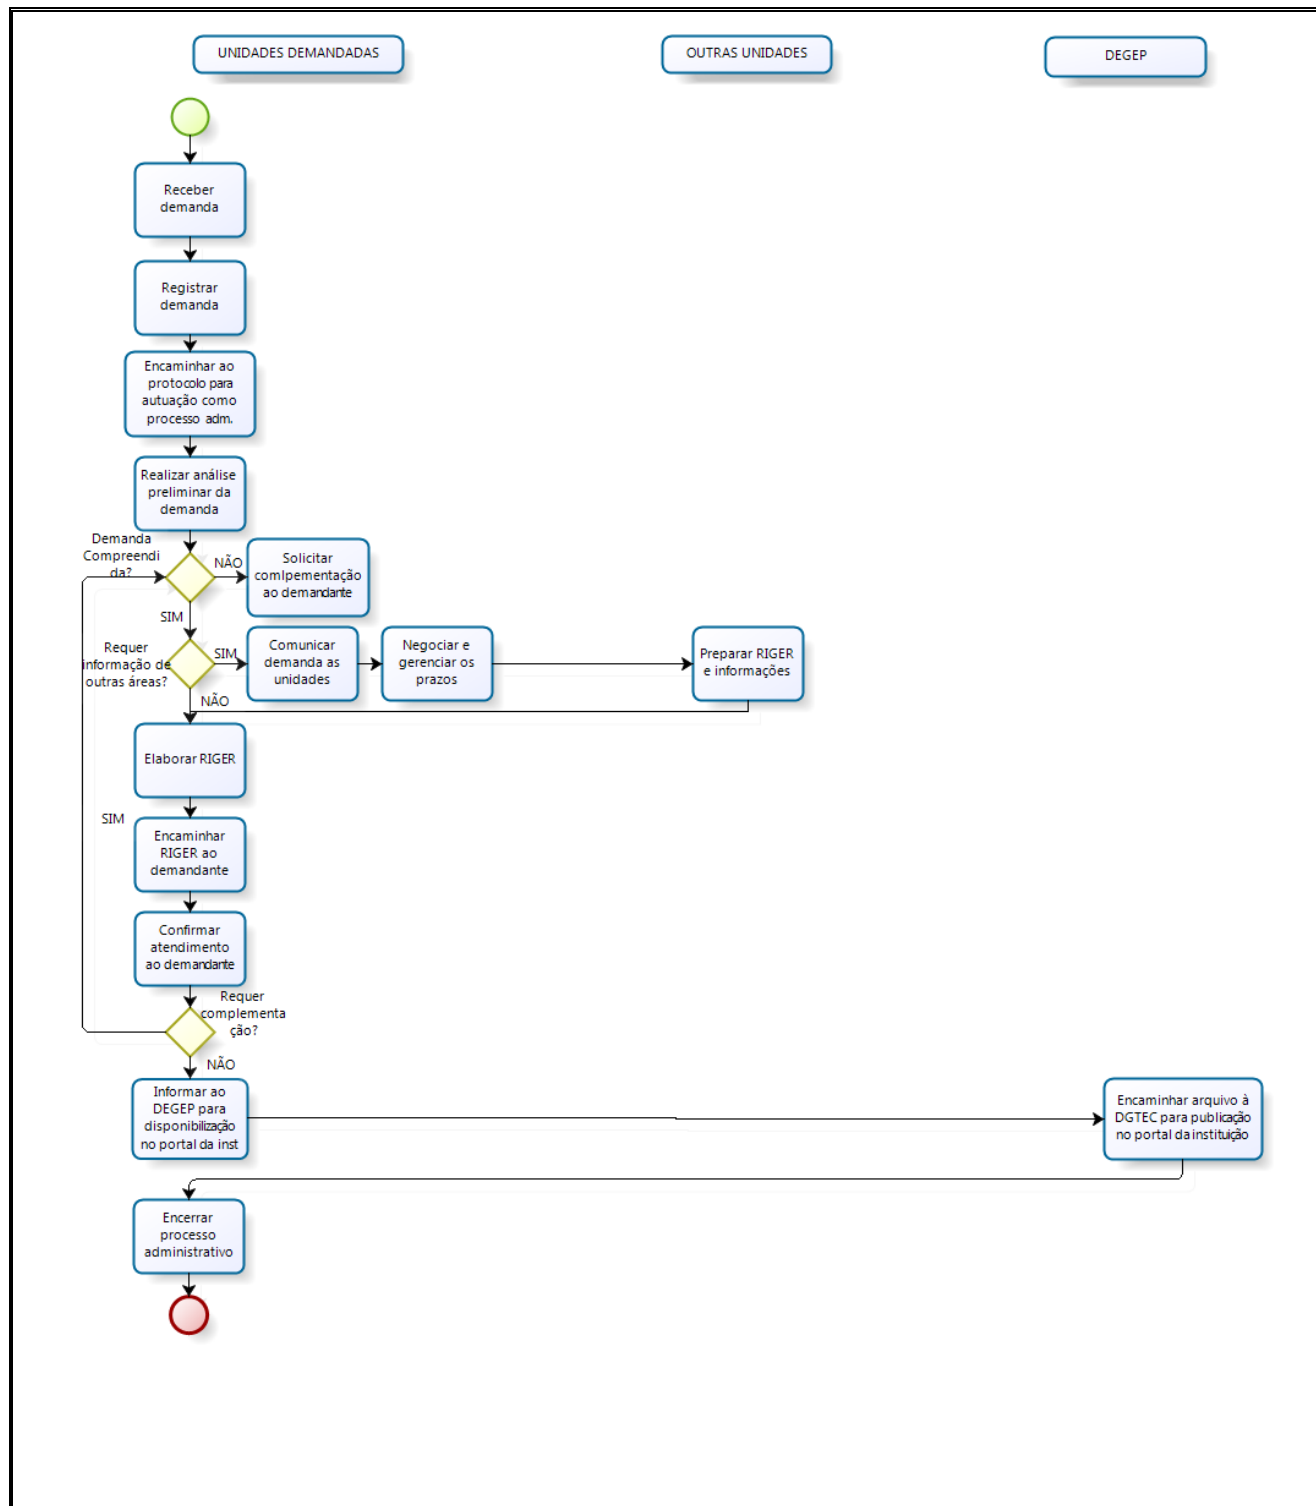 UNIDADES DEMANDADAS
OUTRAS UNIDADES
DEGEP
Receber
demanda
Registrar
demanda
Encaminhar ao
protocolo para
autuação como
processo adm.
Realizar análise
preliminar da
demanda
Demanda
Compreendi
da?
NÃO
Solicitar
comlpementação
ao demandante
SIM
Requer
informação de
outras áreas?
SIM
Comunicar
demanda as
unidades
Negociar e
gerenciar os
prazos
Preparar RIGER
e informações
NÃO
Elaborar RIGER
SIM
Encaminhar
RIGER ao
demandante
Confirmar
atendimento
ao demandante
Requer
complementa
ção?
NÃO
Informar ao
DEGEP para
disponibilização
no portal da inst
Encaminhar arquivo à
DGTEC para publicação
no portal da instituição
Encerrar
processo
administrativo